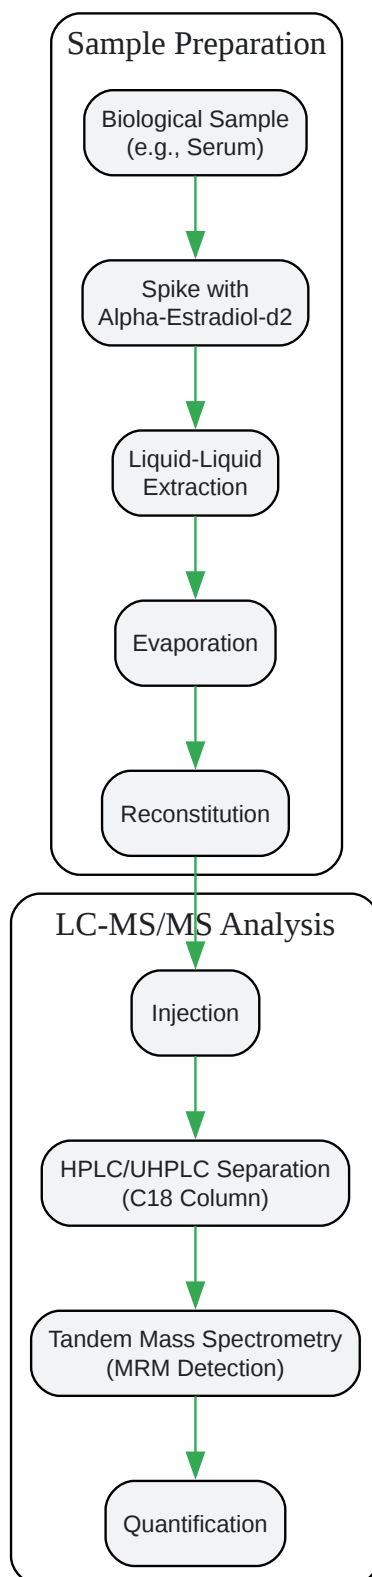 Sample Preparation
Biological Sample
(e.g., Serum)
Spike with
Alpha-Estradiol-d2
Liquid-Liquid
Extraction
Evaporation
Reconstitution
LC-MS/MS Analysis
Injection
HPLC/UHPLC Separation
(C18 Column)
Tandem Mass Spectrometry
(MRM Detection)
Quantification